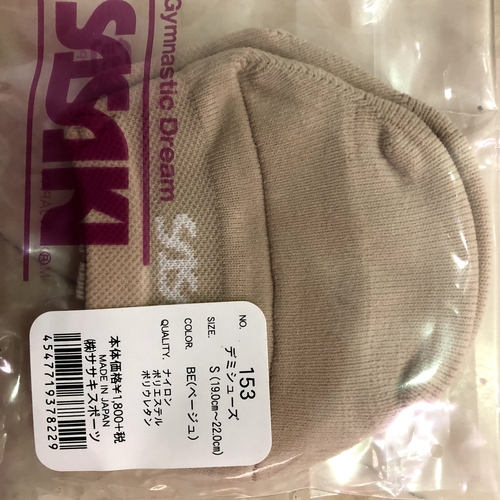 Gymnastic Dream
SASAKI
NO. 153
デミシューズ
SIZE. S (19.0cm〜22.0cm)
COLOR BE(ベージュ)
QUALITY. ナイロン
ポリエステル
ポリウレタン
本体価格¥1,800+税
MADE IN JAPAN
㈱ササキスポーツ
4547719378229